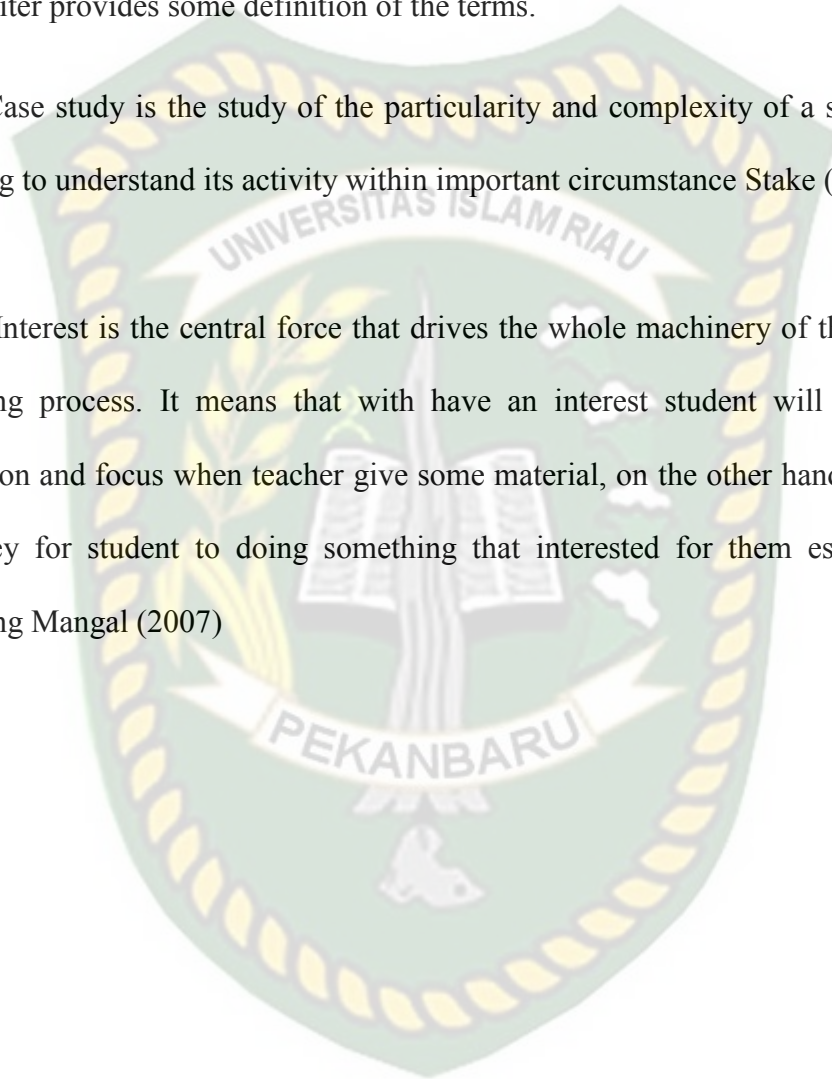 iter provides some definition of the terms.
Case study is the study of the particularity and complexity of a s
g to understand its activity within important circumstance Stake (
UNIVERSITAS ISLAM RIAU
Interest is the central force that drives the whole machinery of th
ng process. It means that with have an interest student will
on and focus when teacher give some material, on the other hand
ey for student to doing something that interested for them es
ng Mangal (2007)
PEKANBARU